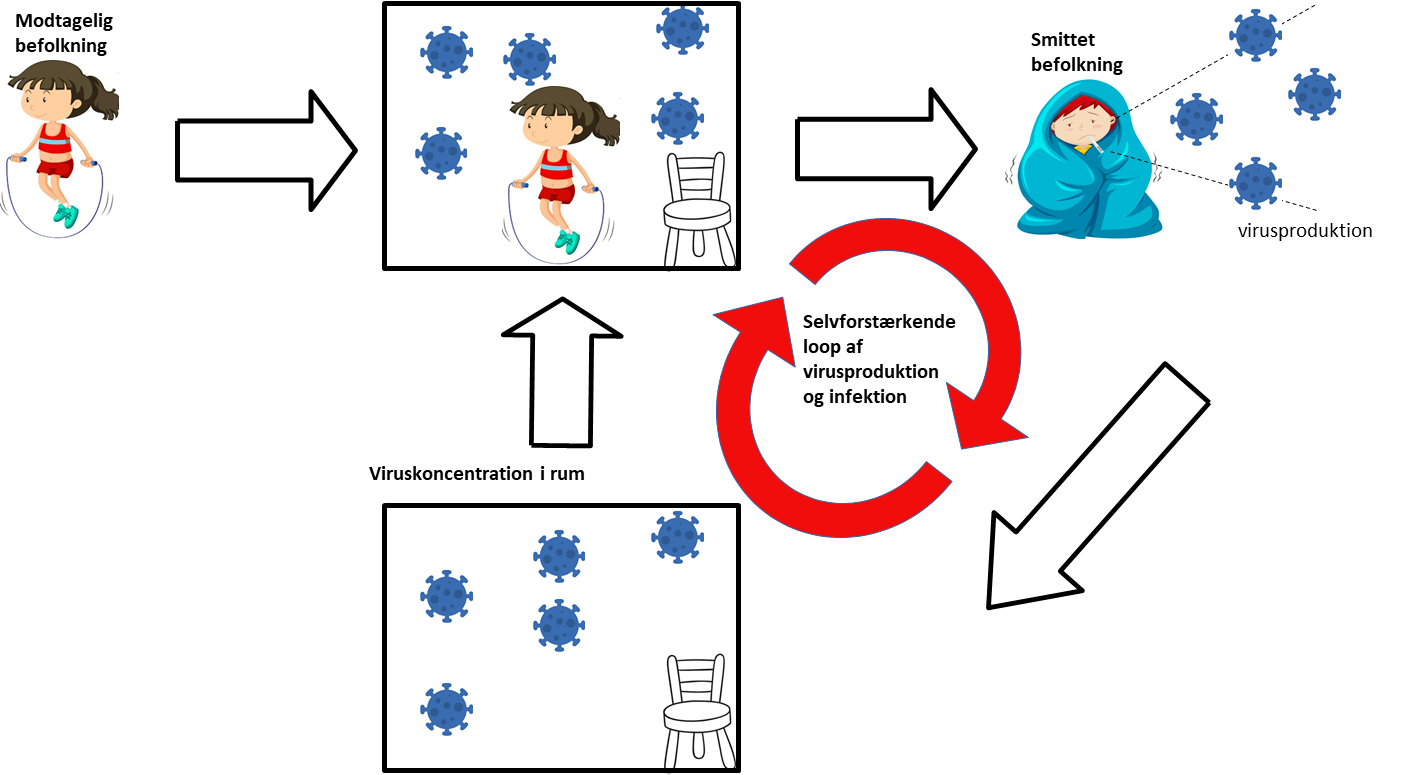 Modtagelig
befolkning
Smittet
befolkning
virusproduktion
Selvforstærkende
loop af
virusproduktion
og infektion
Viruskoncentration i rum